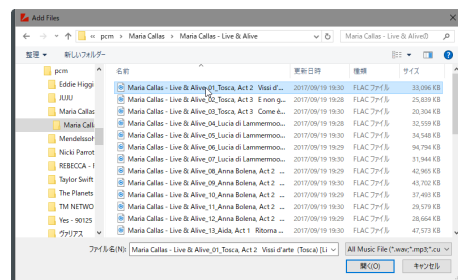 Add Files
« pcm › Maria Callas › Maria Callas - Live & Alive
Maria Callas - Live & Aliveの
整理 ▾ 新しいフォルダー
pcm
Eddie Higgi
JUJU
Maria Callas
Maria Call
Mendelssoh
Nicki Parrot
REBECCA - F
Taylor Swift
The Planets
TM NETWO
Yes - 90125
ヴァリアス
名前 更新日時 種類 サイズ
Maria Callas - Live & Alive_01_Tosca, Act 2 Vissi d'... 2017/09/19 19:30 FLAC ファイル 33,096 KB
Maria Callas - Live & Alive_02_Tosca, Act 3 E non g... 2017/09/19 19:28 FLAC ファイル 25,839 KB
Maria Callas - Live & Alive_03_Tosca, Act 3 Come é... 2017/09/19 19:30 FLAC ファイル 20,304 KB
Maria Callas - Live & Alive_04_Lucia di Lammermoo... 2017/09/19 19:28 FLAC ファイル 32,559 KB
Maria Callas - Live & Alive_05_Lucia di Lammermoo... 2017/09/19 19:30 FLAC ファイル 34,548 KB
Maria Callas - Live & Alive_06_Lucia di Lammermoo... 2017/09/19 19:29 FLAC ファイル 94,794 KB
Maria Callas - Live & Alive_07_Lucia di Lammermoo... 2017/09/19 19:30 FLAC ファイル 31,944 KB
Maria Callas - Live & Alive_08_Anna Bolena, Act 2 ... 2017/09/19 19:29 FLAC ファイル 42,965 KB
Maria Callas - Live & Alive_09_Anna Bolena, Act 2 ... 2017/09/19 19:30 FLAC ファイル 43,702 KB
Maria Callas - Live & Alive_10_Anna Bolena, Act 2 ... 2017/09/19 19:29 FLAC ファイル 37,493 KB
Maria Callas - Live & Alive_11_Anna Bolena, Act 2 ... 2017/09/19 19:30 FLAC ファイル 29,579 KB
Maria Callas - Live & Alive_12_Anna Bolena, Act 2 ... 2017/09/19 19:29 FLAC ファイル 28,664 KB
Maria Callas - Live & Alive_13_Aida, Act 1 Ritorna ... 2017/09/19 19:30 FLAC ファイル 47,573 KB
ファイル名(N): Maria Callas - Live & Alive_01_Tosca, Act 2 Vissi d'arte (Tosca) [Li All Music File (*.wav;*.mp3;*.cu
開く(O) キャンセル